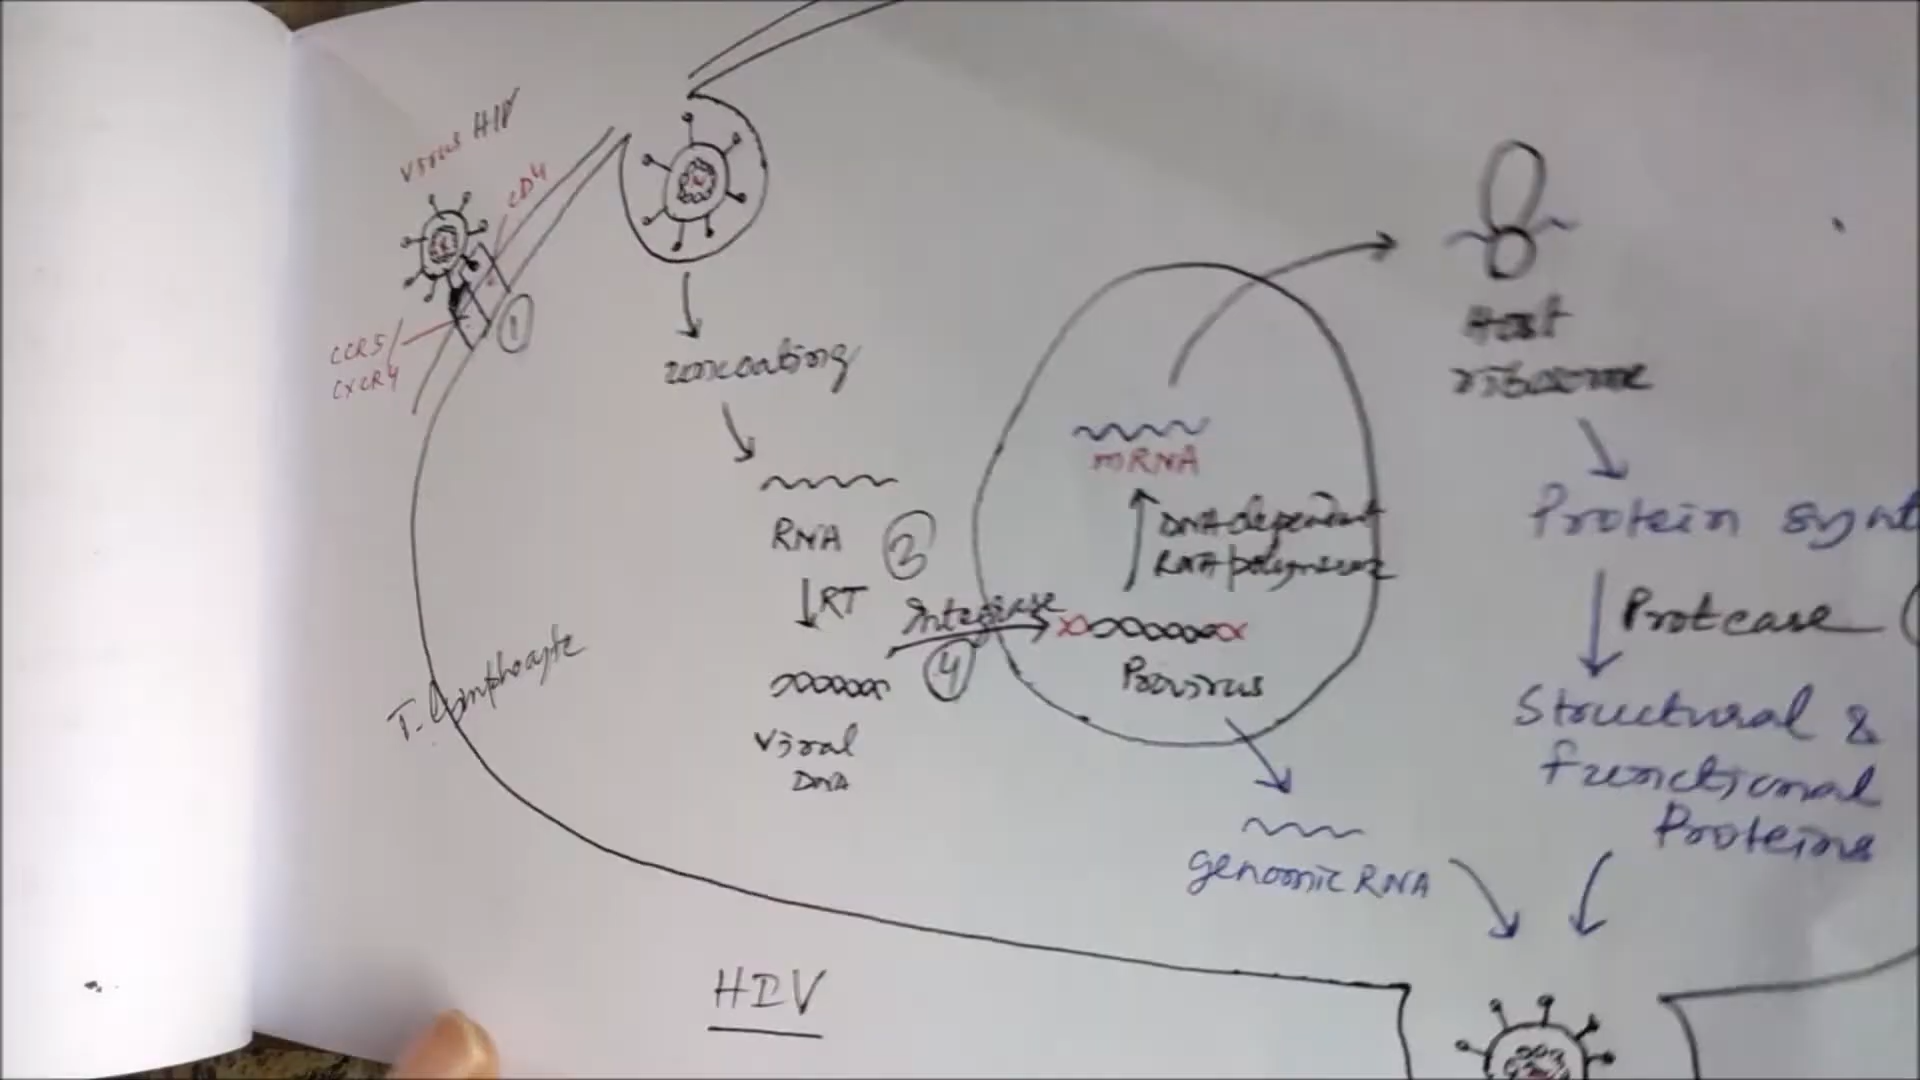 Virus HIV
CD4
CCR5/
CXCR4
1
uncoating
RNA
2
RT
Viral
DNA
Integrase
4
mRNA
DNA dependent
RNA polymerase
Provirus
genomic RNA
Host
ribosome
Protein synt
Protease
Structural &
functional
Proteins
T-lymphocyte
HIV